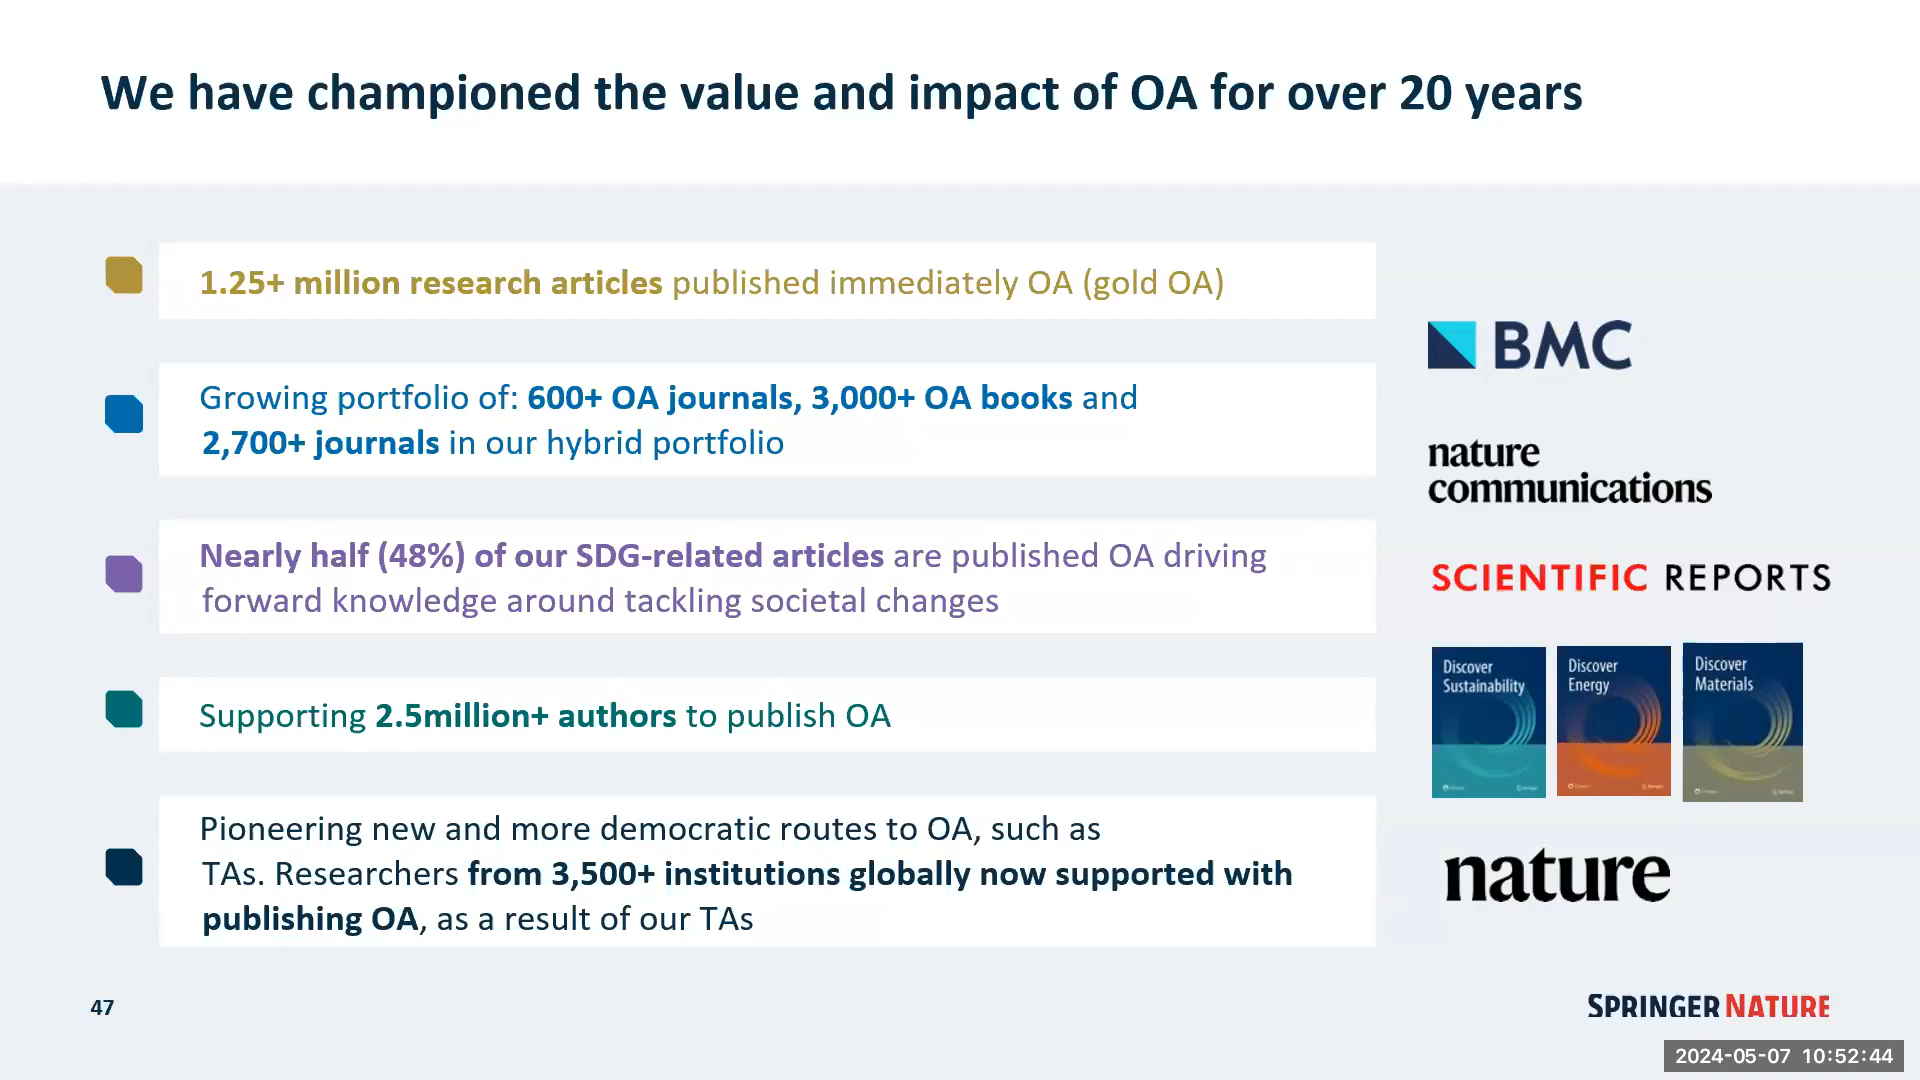 We have championed the value and impact of OA for over 20 years
1.25+ million research articles published immediately OA (gold OA)
Growing portfolio of: 600+ OA journals, 3,000+ OA books and
2,700+ journals in our hybrid portfolio
Nearly half (48%) of our SDG-related articles are published OA driving
forward knowledge around tackling societal changes
Supporting 2.5million+ authors to publish OA
Pioneering new and more democratic routes to OA, such as
TAs. Researchers from 3,500+ institutions globally now supported with
publishing OA, as a result of our TAs
BMC
nature
communications
SCIENTIFIC REPORTS
Discover
Sustainability
Discover
Energy
Discover
Materials
nature
47
SPRINGER NATURE
2024-05-07 10:52:44